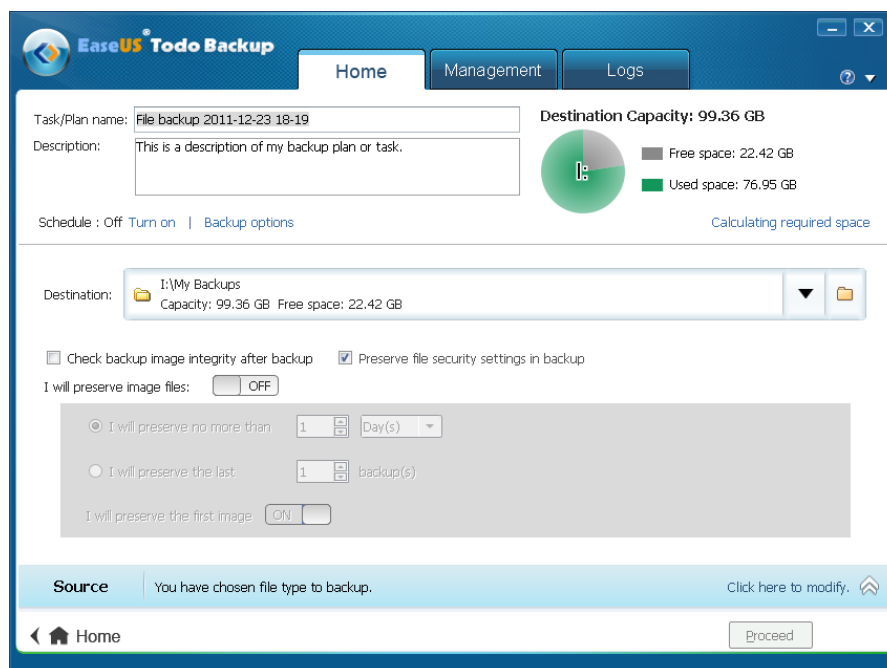 EaseUS® Todo Backup
Home
Management
Logs
Task/Plan name: File backup 2011-12-23 18-19
Description: This is a description of my backup plan or task.
Destination Capacity: 99.36 GB
I:
Free space: 22.42 GB
Used space: 76.95 GB
Schedule : Off Turn on | Backup options
Calculating required space
Destination: I:\My Backups
Capacity: 99.36 GB Free space: 22.42 GB
Check backup image integrity after backup Preserve file security settings in backup
I will preserve image files: OFF
I will preserve no more than 1 Day(s)
I will preserve the last 1 backup(s)
I will preserve the first image ON
Source You have chosen file type to backup. Click here to modify.
Home
Proceed